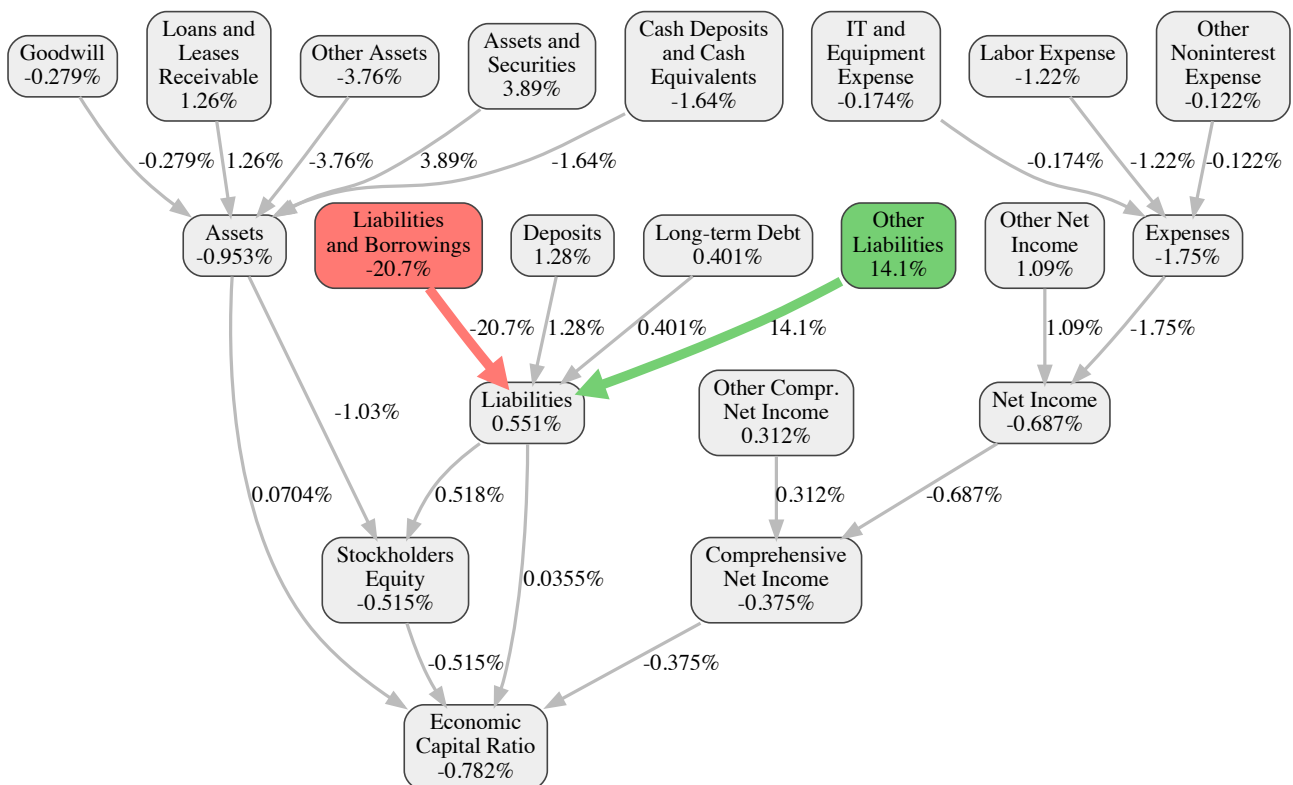 Goodwill
-0.279%
Loans and
Leases
Receivable
1.26%
Other Assets
-3.76%
Assets and
Securities
3.89%
Cash Deposits
and Cash
Equivalents
-1.64%
IT and
Equipment
Expense
-0.174%
Labor Expense
-1.22%
Other
Noninterest
Expense
-0.122%
-0.279%
1.26%
-3.76%
3.89%
-1.64%
-0.174%
-1.22%
-0.122%
Assets
-0.953%
Liabilities
and Borrowings
-20.7%
Deposits
1.28%
Long-term Debt
0.401%
Other
Liabilities
14.1%
Other Net
Income
1.09%
Expenses
-1.75%
-20.7%
1.28%
0.401%
14.1%
1.09%
-1.75%
-1.03%
Liabilities
0.551%
Other Compr.
Net Income
0.312%
Net Income
-0.687%
0.0704%
0.518%
0.312%
-0.687%
Stockholders
Equity
-0.515%
0.0355%
Comprehensive
Net Income
-0.375%
-0.515%
-0.375%
Economic
Capital Ratio
-0.782%